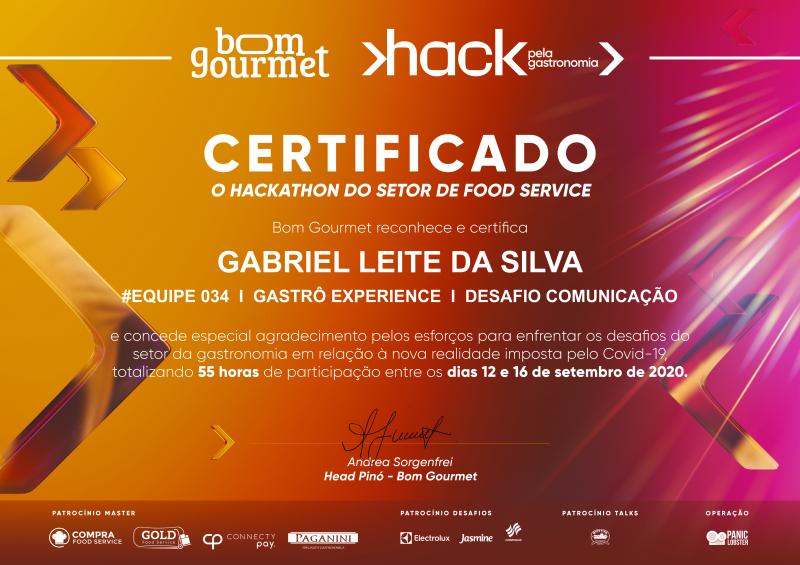 bom
gourmet
hack
pela
gastronomia
CERTIFICADO
O HACKATHON DO SETOR DE FOOD SERVICE
Bom Gourmet reconhece e certifica
GABRIEL LEITE DA SILVA
#EQUIPE 034 I GASTRÔ EXPERIENCE I DESAFIO COMUNICAÇÃO
e concede especial agradecimento pelos esforços para enfrentar os desafios do
setor da gastronomia em relação à nova realidade imposta pelo Covid-19,
totalizando 55 horas de participação entre os dias 12 e 16 de setembro de 2020.
Andrea Sorgenfrei
Head Pinó - Bom Gourmet
PATROCÍNIO MASTER
PATROCÍNIO DESAFIOS
PATROCÍNIO TALKS
OPERAÇÃO
COMPRA
FOOD SERVICE
GOLD
FOOD SERVICE
cp
CONNECTY
pay.
PAGANINI
Electrolux
Jasmine
PANIC
LOBSTER